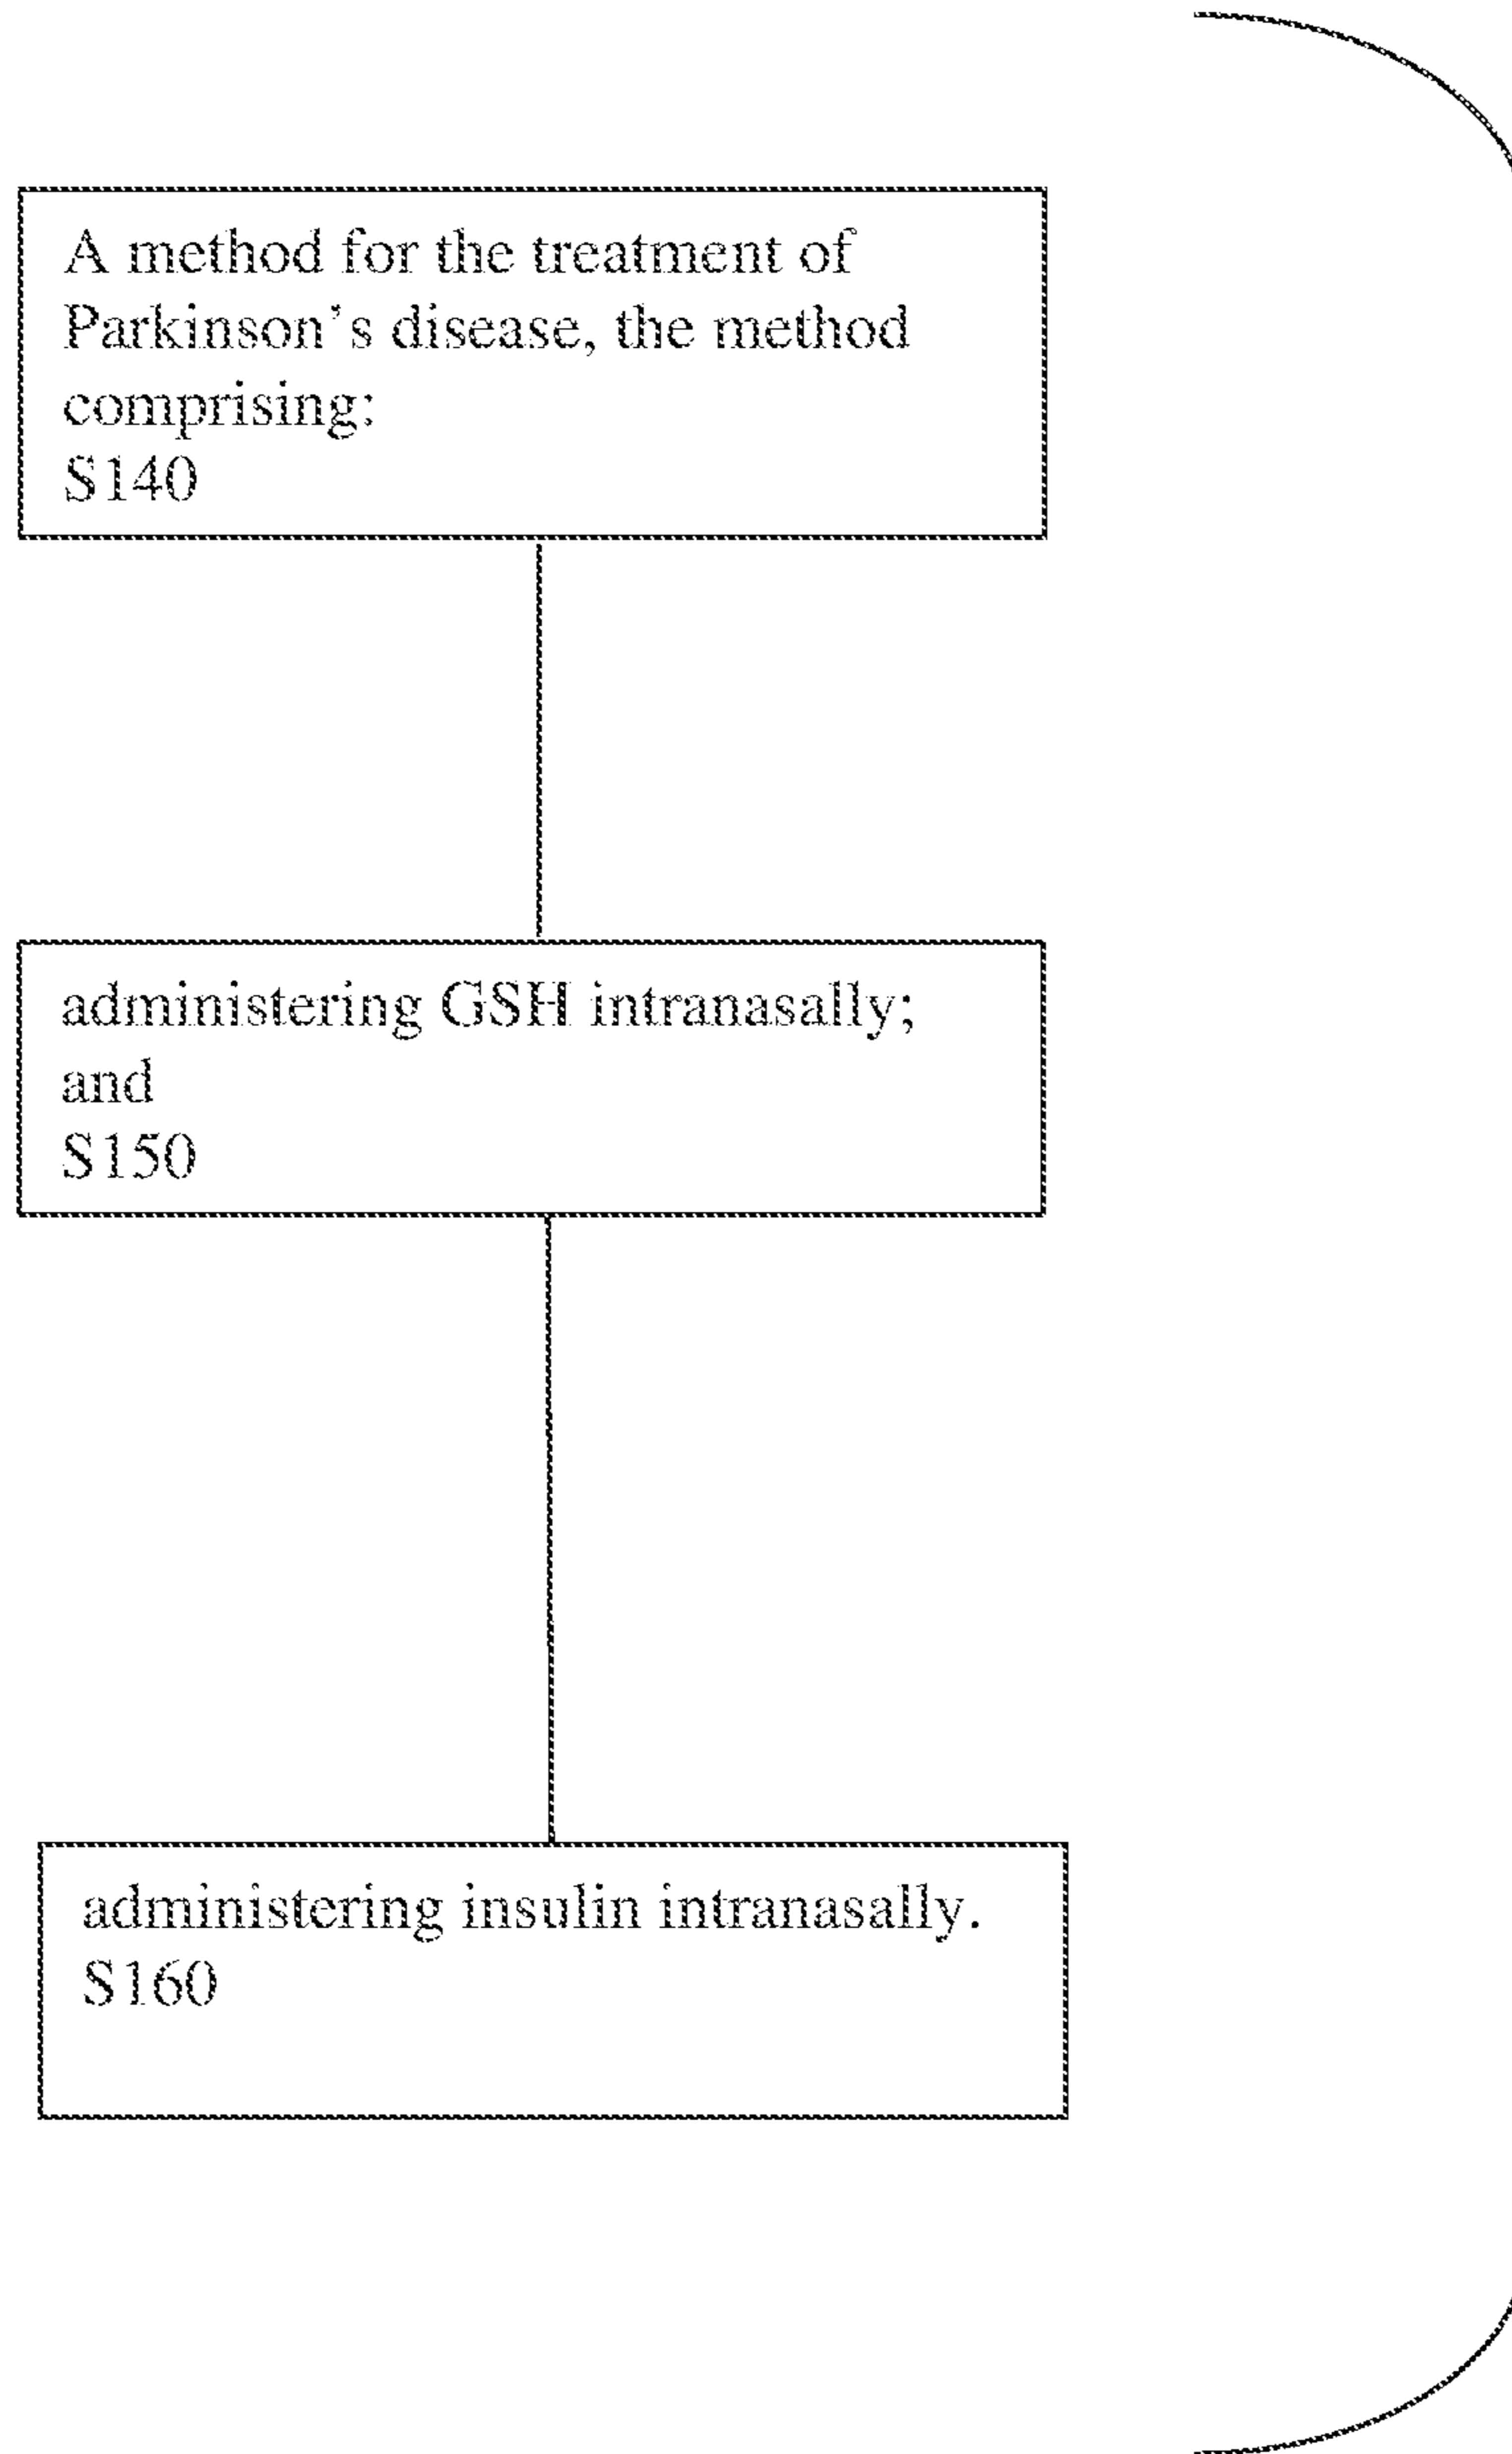 A method for the treatment of
Parkinson's disease, the method
comprising:
S140
administering GSH intranasally;
and
S150
administering insulin intranasally.
S160